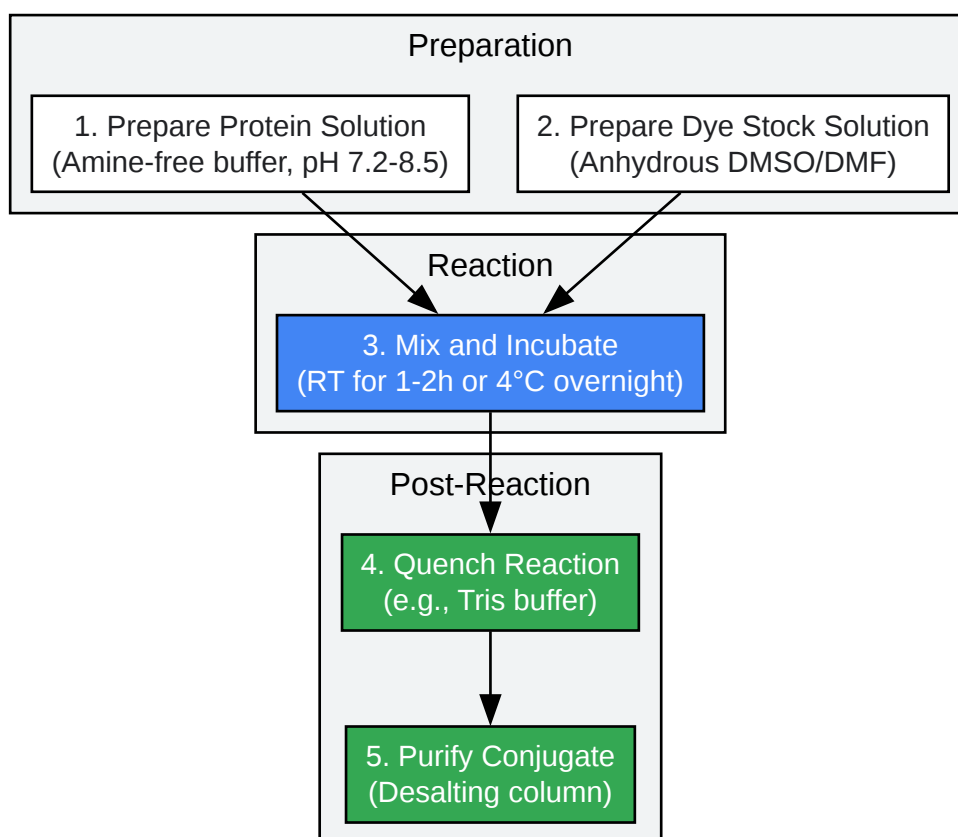 Preparation
1. Prepare Protein Solution
(Amine-free buffer, pH 7.2-8.5)
2. Prepare Dye Stock Solution
(Anhydrous DMSO/DMF)
Reaction
3. Mix and Incubate
(RT for 1-2h or 4°C overnight)
Post-Reaction
4. Quench Reaction
(e.g., Tris buffer)
5. Purify Conjugate
(Desalting column)